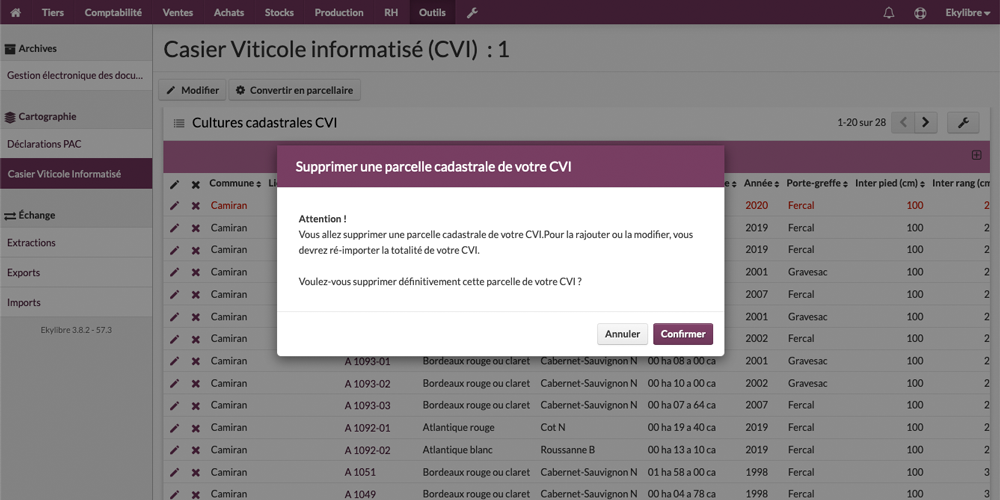 Tiers Comptabilité Ventes Achats Stocks Production RH Outils Ekylibre
Archives
Gestion électronique des docu...
Cartographie
Déclarations PAC
Casier Viticole Informatisé
Échange
Extractions
Exports
Imports
Ekylibre 3.8.2 - 57.3
Casier Viticole informatisé (CVI) : 1
Modifier Convertir en parcellaire
Cultures cadastrales CVI 1-20 sur 28
Commune Année Porte-greffe Inter pied (cm) Inter rang (cm
Camiran 2020 Fercal 100 2
Camiran 2019 Fercal 100 2
Camiran 2019 Fercal 100 2
Camiran 2001 Gravesac 100 2
Camiran 2007 Fercal 100 2
Camiran 2001 Gravesac 100 2
Camiran 2002 Fercal 100 2
Camiran A 1093-01 Bordeaux rouge ou claret Cabernet-Sauvignon N 00 ha 08 a 00 ca 2001 Gravesac 100 2
Camiran A 1093-02 Bordeaux rouge ou claret Cabernet-Sauvignon N 00 ha 10 a 00 ca 2002 Gravesac 100 2
Camiran A 1093-03 Bordeaux rouge ou claret Cabernet-Sauvignon N 00 ha 07 a 64 ca 2007 Fercal 100 2
Camiran A 1092-01 Atlantique rouge Cot N 00 ha 19 a 40 ca 2019 Fercal 100 2
Camiran A 1092-02 Atlantique blanc Roussanne B 00 ha 13 a 10 ca 2019 Fercal 100 2
Camiran A 1051 Bordeaux rouge ou claret Cabernet-Sauvignon N 01 ha 58 a 00 ca 1998 Fercal 100 3
Camiran A 1049 Bordeaux rouge ou claret Cabernet-Sauvignon N 00 ha 04 a 78 ca 1998 Fercal 100 3
Supprimer une parcelle cadastrale de votre CVI
Attention !
Vous allez supprimer une parcelle cadastrale de votre CVI.Pour la rajouter ou la modifier, vous
devrez ré-importer la totalité de votre CVI.
Voulez-vous supprimer définitivement cette parcelle de votre CVI ?
Annuler Confirmer